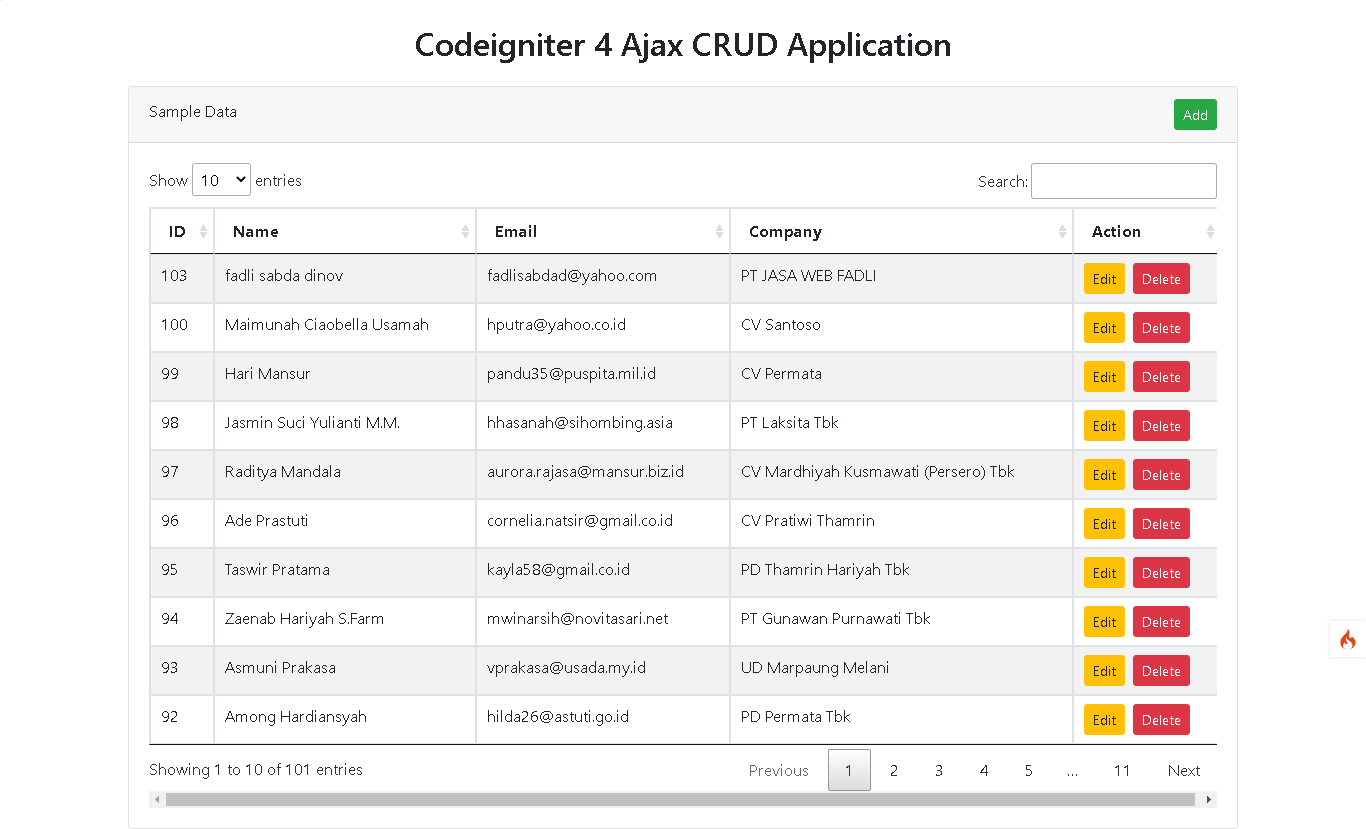 Codeigniter 4 Ajax CRUD Application
Sample Data Add
Show 10 entries Search:
ID Name Email Company Action
103 fadli sabda dinov fadlisabdad@yahoo.com PT JASA WEB FADLI Edit Delete
100 Maimunah Ciaobella Usamah hputra@yahoo.co.id CV Santoso Edit Delete
99 Hari Mansur pandu35@puspita.mil.id CV Permata Edit Delete
98 Jasmin Suci Yulianti M.M. hhasanah@sihombing.asia PT Laksita Tbk Edit Delete
97 Raditya Mandala aurora.rajasa@mansur.biz.id CV Mardhiyah Kusmawati (Persero) Tbk Edit Delete
96 Ade Prastuti cornelia.natsir@gmail.co.id CV Pratiwi Thamrin Edit Delete
95 Taswir Pratama kayla58@gmail.co.id PD Thamrin Hariyah Tbk Edit Delete
94 Zaenab Hariyah S.Farm mwinarsih@novitasari.net PT Gunawan Purnawati Tbk Edit Delete
93 Asmuni Prakasa vprakasa@usada.my.id UD Marpaung Melani Edit Delete
92 Among Hardiansyah hilda26@astuti.go.id PD Permata Tbk Edit Delete
Showing 1 to 10 of 101 entries Previous 1 2 3 4 5 … 11 Next